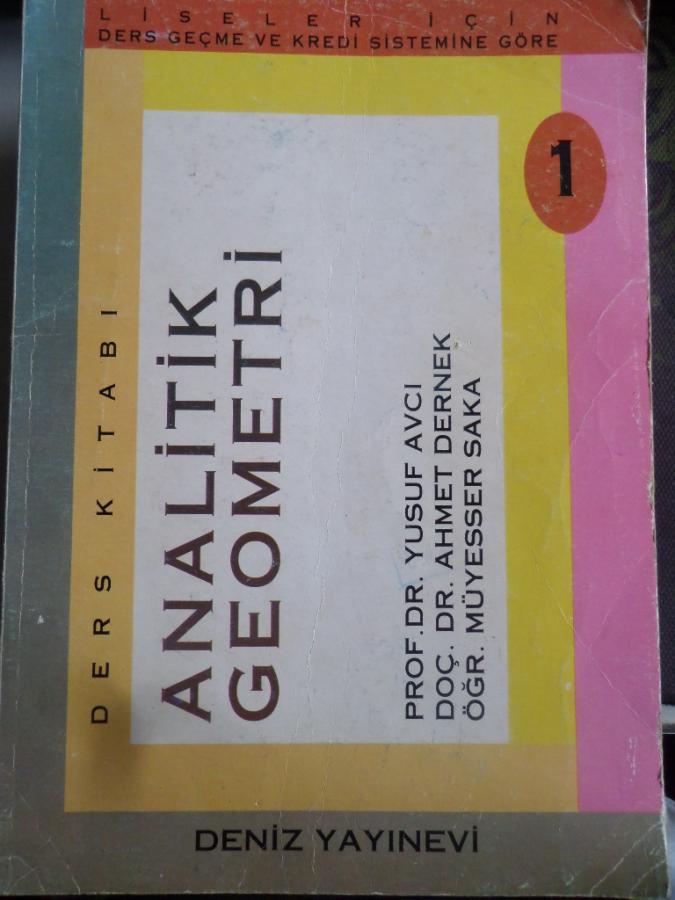 LİSELER İÇİN
DERS GEÇME VE KREDİ SİSTEMİNE GÖRE
1
DERS KİTABI
ANALİTİK
GEOMETRİ
PROF.DR. YUSUF AVCI
DOÇ. DR. AHMET DERNEK
ÖĞR. MÜYESSER SAKA
DENİZ YAYINEVİ